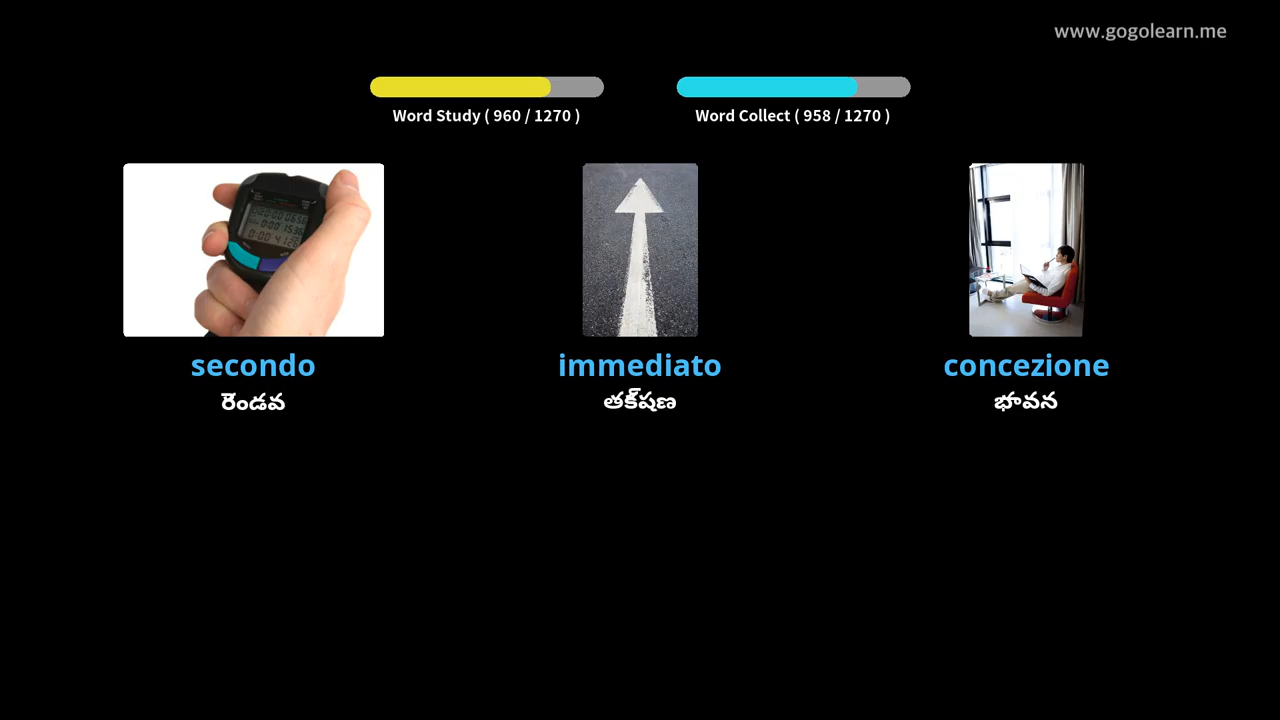 www.gogolearn.me
Word Study ( 960 / 1270 )
Word Collect ( 958 / 1270 )
secondo
immediato
concezione
రెండవ
తక్షణ
భావన